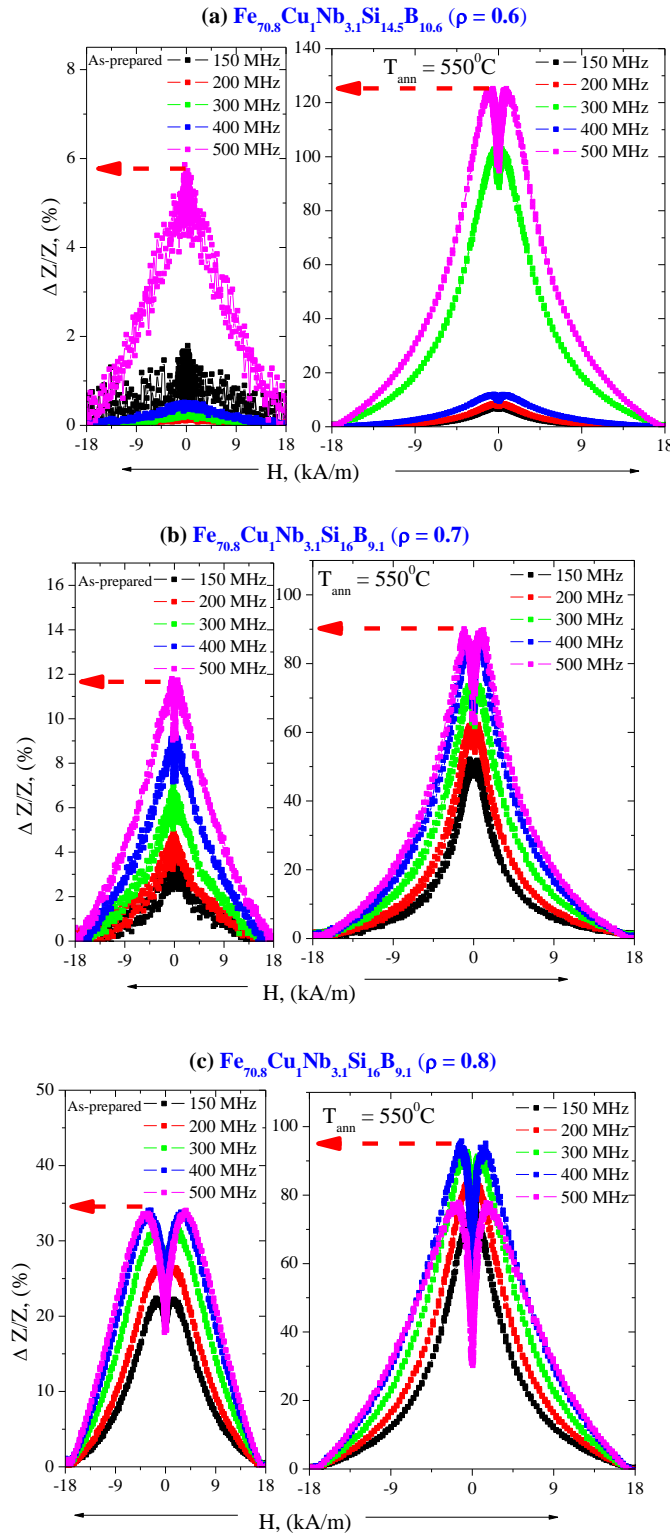 (a) Fe70.8Cu1Nb3.1Si14.5B10.6 (ρ = 0.6)
As-prepared
150 MHz
200 MHz
300 MHz
400 MHz
500 MHz
8
6
4
2
0
-18 -9 0 9 18
Δ Z/Z, (%)
Tann = 550⁰C
150 MHz
200 MHz
300 MHz
400 MHz
500 MHz
140
120
100
80
60
40
20
0
-18 -9 0 9 18
H, (kA/m)
(b) Fe70.8Cu1Nb3.1Si16B9.1 (ρ = 0.7)
As-prepared
150 MHz
200 MHz
300 MHz
400 MHz
500 MHz
16
14
12
10
8
6
4
2
0
-18 -9 0 9 18
Δ Z/Z, (%)
Tann = 550⁰C
150 MHz
200 MHz
300 MHz
400 MHz
500 MHz
100
80
60
40
20
0
-18 -9 0 9 18
H, (kA/m)
(c) Fe70.8Cu1Nb3.1Si16B9.1 (ρ = 0.8)
As-prepared
150 MHz
200 MHz
300 MHz
400 MHz
500 MHz
50
40
30
20
10
0
-18 -9 0 9 18
Δ Z/Z, (%)
Tann = 550⁰C
150 MHz
200 MHz
300 MHz
400 MHz
500 MHz
100
80
60
40
20
0
-18 -9 0 9 18
H, (kA/m)